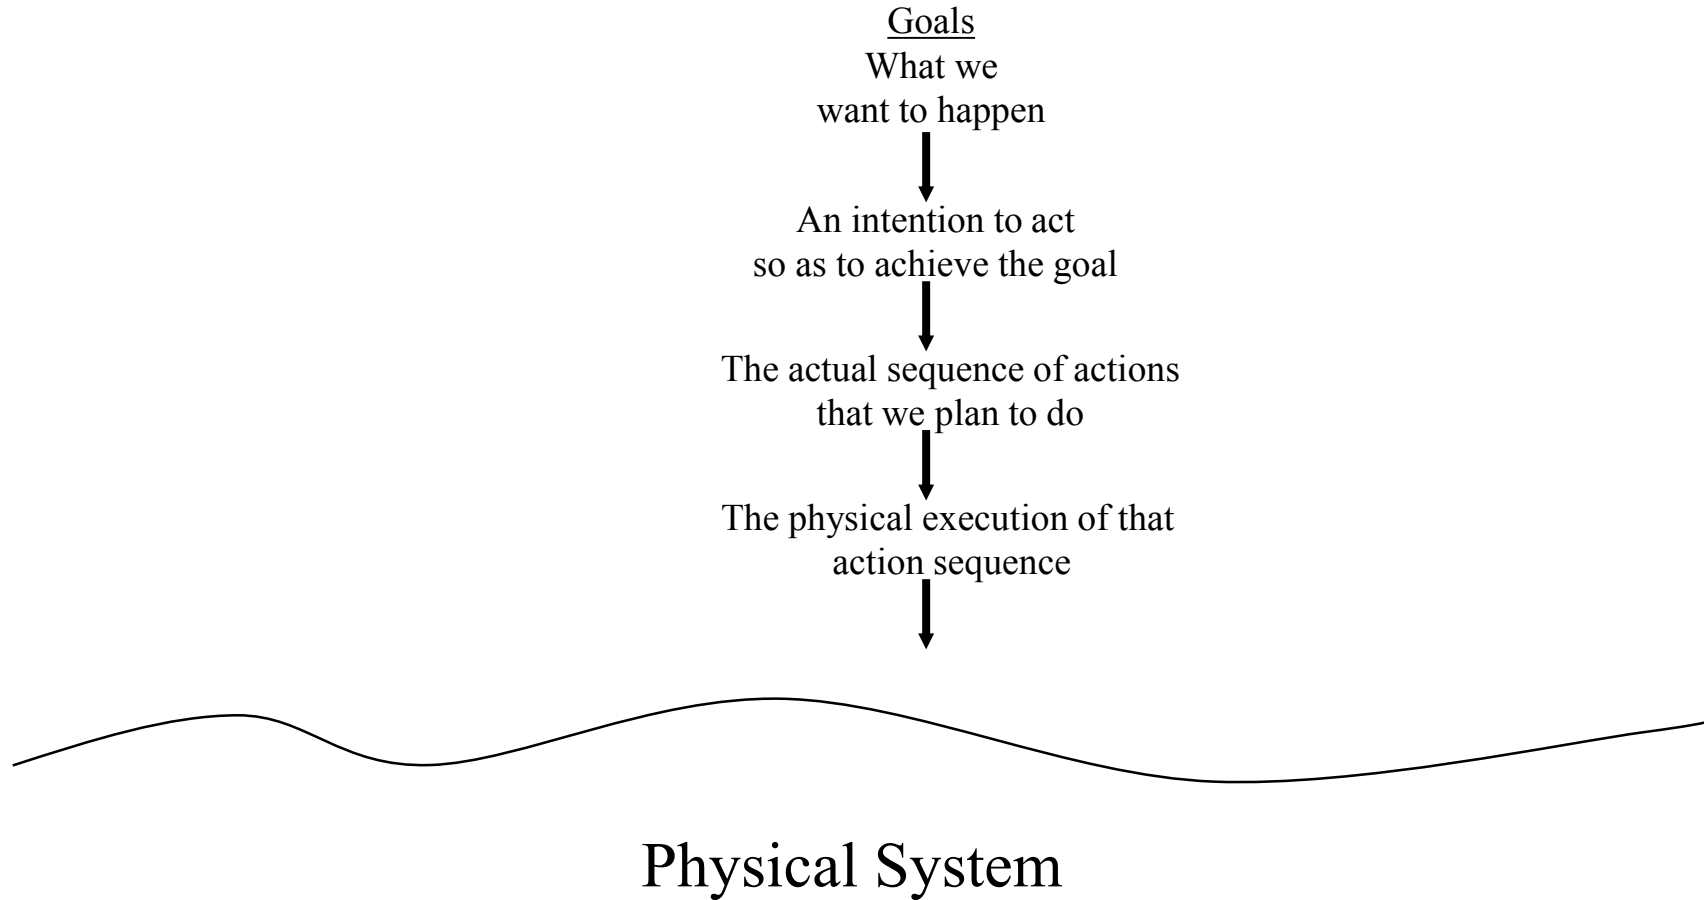 Goals
What we
want to happen
An intention to act
so as to achieve the goal
The actual sequence of actions
that we plan to do
The physical execution of that
action sequence
Physical System